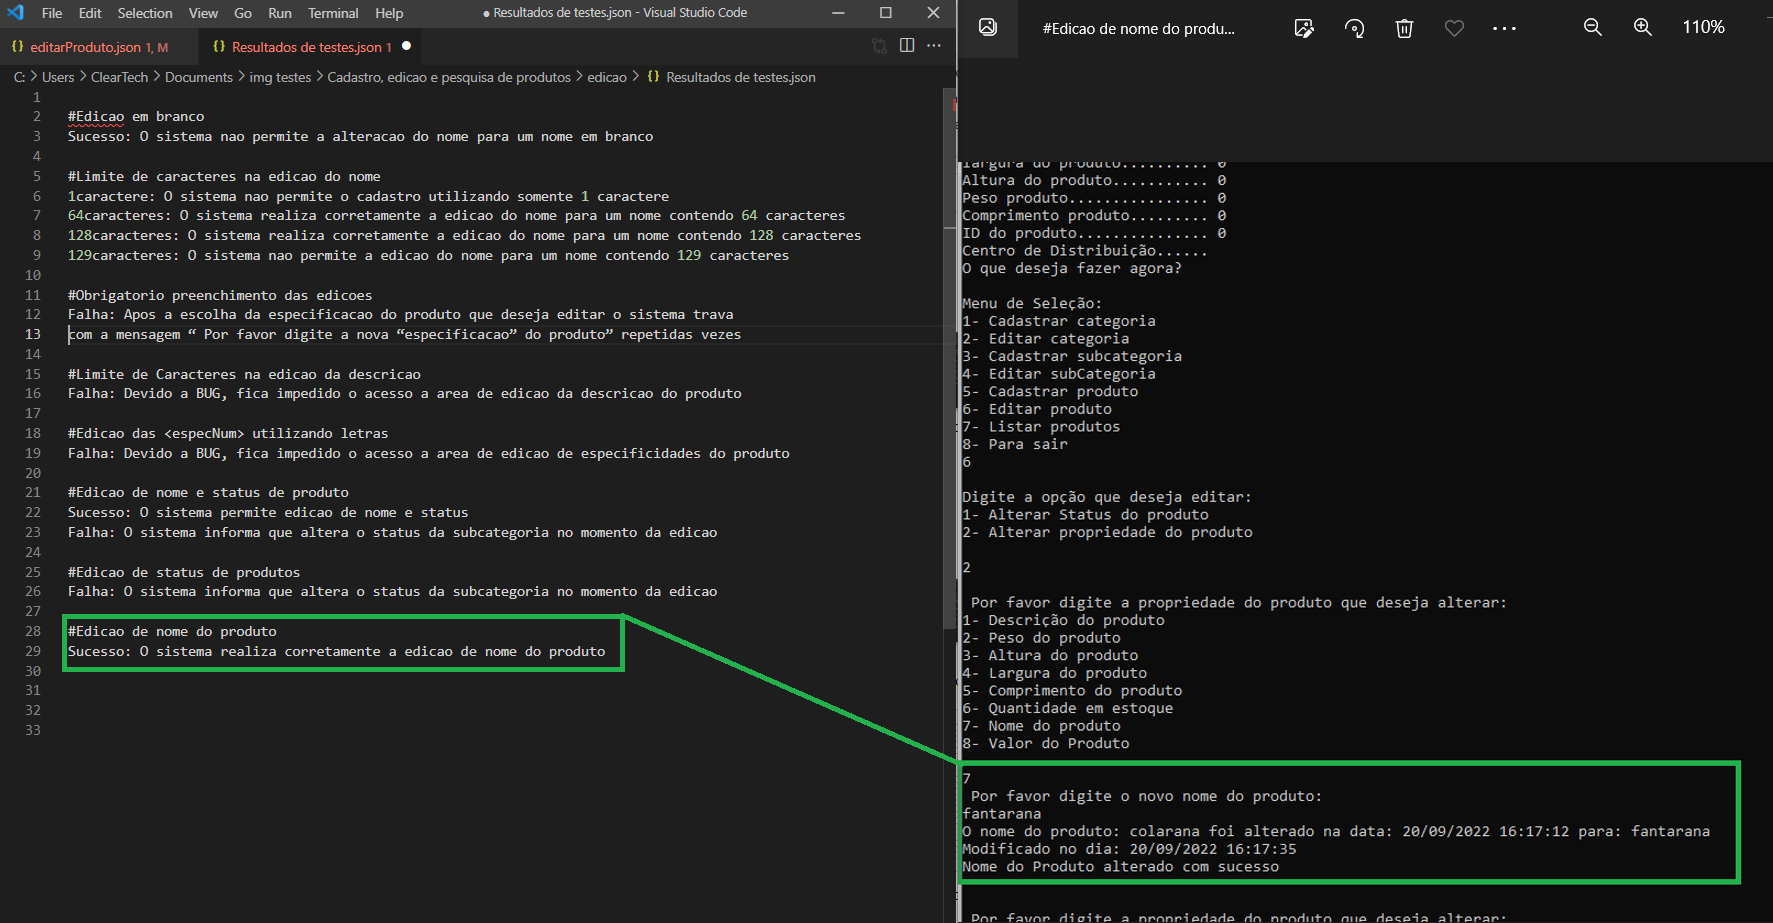 File Edit Selection View Go Run Terminal Help
● Resultados de testes.json - Visual Studio Code
{} editarProduto.json 1, M
{} Resultados de testes.json 1 ●
C: > Users > ClearTech > Documents > img testes > Cadastro, edicao e pesquisa de produtos > edicao > {} Resultados de testes.json
1
2 #Edicao em branco
3 Sucesso: O sistema nao permite a alteracao do nome para um nome em branco
4
5 #Limite de caracteres na edicao do nome
6 1caractere: O sistema nao permite o cadastro utilizando somente 1 caractere
7 64caracteres: O sistema realiza corretamente a edicao do nome para um nome contendo 64 caracteres
8 128caracteres: O sistema realiza corretamente a edicao do nome para um nome contendo 128 caracteres
9 129caracteres: O sistema nao permite a edicao do nome para um nome contendo 129 caracteres
10
11 #Obrigatorio preenchimento das edicoes
12 Falha: Apos a escolha da especificacao do produto que deseja editar o sistema trava
13 com a mensagem “ Por favor digite a nova “especificacao” do produto” repetidas vezes
14
15 #Limite de Caracteres na edicao da descricao
16 Falha: Devido a BUG, fica impedido o acesso a area de edicao da descricao do produto
17
18 #Edicao das <especNum> utilizando letras
19 Falha: Devido a BUG, fica impedido o acesso a area de edicao de especificidades do produto
20
21 #Edicao de nome e status de produto
22 Sucesso: O sistema permite edicao de nome e status
23 Falha: O sistema informa que altera o status da subcategoria no momento da edicao
24
25 #Edicao de status de produtos
26 Falha: O sistema informa que altera o status da subcategoria no momento da edicao
27
28 #Edicao de nome do produto
29 Sucesso: O sistema realiza corretamente a edicao de nome do produto
30
31
32
33
#Edicao de nome do produ...
110%
largura do produto.......... 0
Altura do produto........... 0
Peso produto................ 0
Comprimento produto......... 0
ID do produto............... 0
Centro de Distribuição......
O que deseja fazer agora?
Menu de Seleção:
1- Cadastrar categoria
2- Editar categoria
3- Cadastrar subcategoria
4- Editar subCategoria
5- Cadastrar produto
6- Editar produto
7- Listar produtos
8- Para sair
6
Digite a opção que deseja editar:
1- Alterar Status do produto
2- Alterar propriedade do produto
2
Por favor digite a propriedade do produto que deseja alterar:
1- Descrição do produto
2- Peso do produto
3- Altura do produto
4- Largura do produto
5- Comprimento do produto
6- Quantidade em estoque
7- Nome do produto
8- Valor do Produto
7
Por favor digite o novo nome do produto:
fantarana
O nome do produto: colarana foi alterado na data: 20/09/2022 16:17:12 para: fantarana
Modificado no dia: 20/09/2022 16:17:35
Nome do Produto alterado com sucesso
Por favor digite a propriedade do produto que deseja alterar: